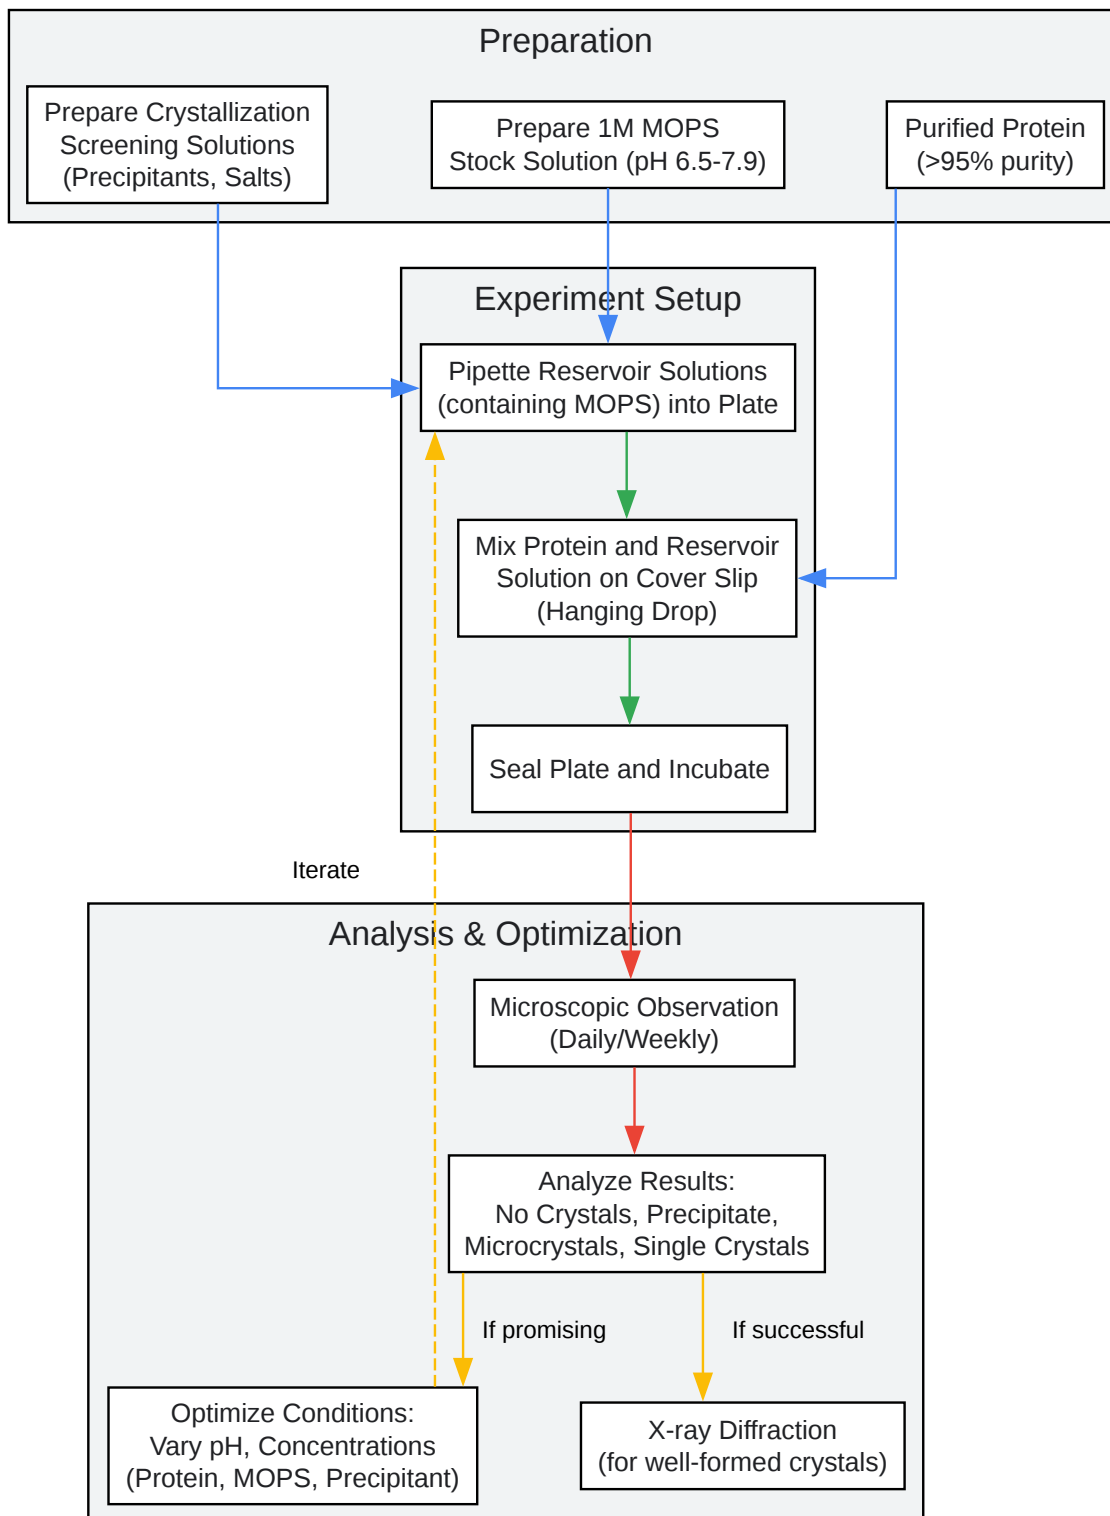 Preparation
Prepare Crystallization
Screening Solutions
(Precipitants, Salts)
Prepare 1M MOPS
Stock Solution (pH 6.5-7.9)
Purified Protein
(>95% purity)
Experiment Setup
Pipette Reservoir Solutions
(containing MOPS) into Plate
Mix Protein and Reservoir
Solution on Cover Slip
(Hanging Drop)
Seal Plate and Incubate
Iterate
Analysis & Optimization
Microscopic Observation
(Daily/Weekly)
Analyze Results:
No Crystals, Precipitate,
Microcrystals, Single Crystals
If promising
If successful
Optimize Conditions:
Vary pH, Concentrations
(Protein, MOPS, Precipitant)
X-ray Diffraction
(for well-formed crystals)